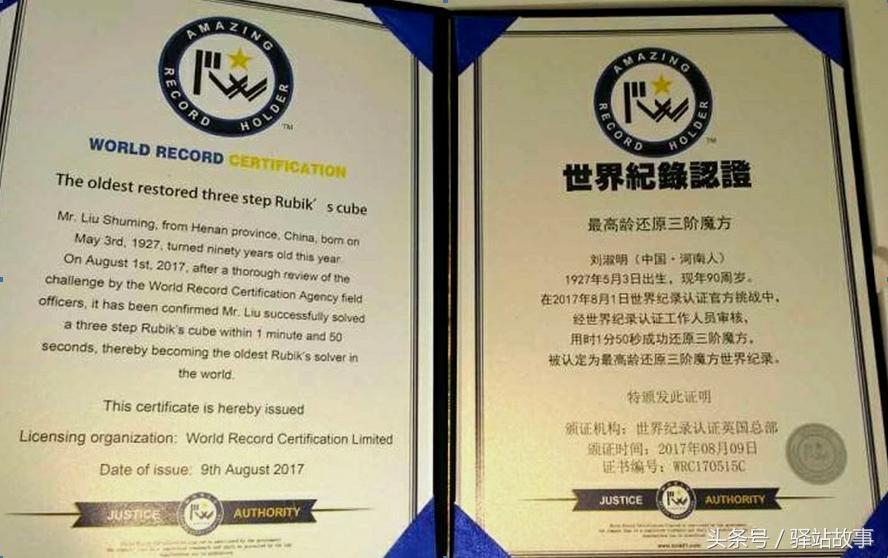 AMAZING
RECORD HOLDER
TM
WORLD RECORD CERTIFICATION
The oldest restored three step Rubik′ s cube
Mr. Liu Shuming, from Henan province, China, born on
May 3rd, 1927, turned ninety years old this year.
On August 1st, 2017, after a thorough review of the
challenge by the World Record Certification Agency field
officers, it has been confirmed Mr. Liu successfully solved
a three step Rubik's cube within 1 minute and 50
seconds, thereby becoming the oldest Rubik's solver in
the world.
This certificate is hereby issued
Licensing organization: World Record Certification Limited
Date of issue: 9th August 2017
JUSTICE
AUTHORITY
AMAZING
RECORD HOLDER
TM
世界紀錄認證
最高龄还原三阶魔方
刘淑明（中国·河南人）
1927年5月3日出生，现年90周岁。
在2017年8月1日世界纪录认证官方挑战中，
经世界纪录认证工作人员审核，
用时1分50秒成功还原三阶魔方，
被认定为最高龄还原三阶魔方世界纪录。
特颁发此证明
颁证机构：世界纪录认证英国总部
颁证时间：2017年08月09日
证书编号：WRC170515C
JUSTICE
AUTHORITY
头条号 / 驿站故事